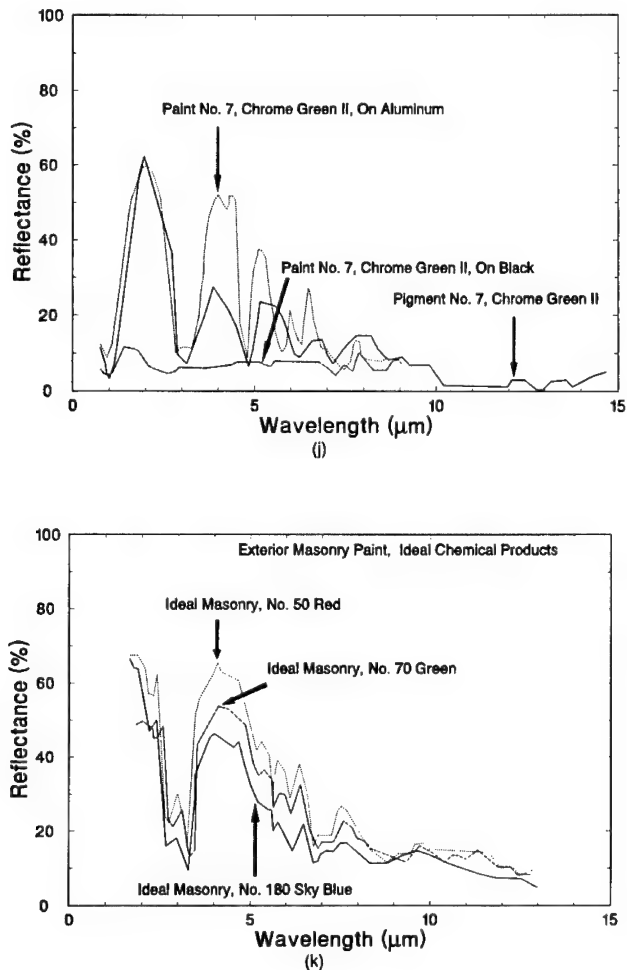 100
80
60
40
20
0
Reflectance (%)
Paint No. 7, Chrome Green II, On Aluminum
Paint No. 7, Chrome Green II, On Black
Pigment No. 7, Chrome Green II
0 5 10 15
Wavelength (μm)
(j)
100
80
60
40
20
0
Reflectance (%)
Exterior Masonry Paint, Ideal Chemical Products
Ideal Masonry, No. 50 Red
Ideal Masonry, No. 70 Green
Ideal Masonry, No. 180 Sky Blue
0 5 10 15
Wavelength (μm)
(k)